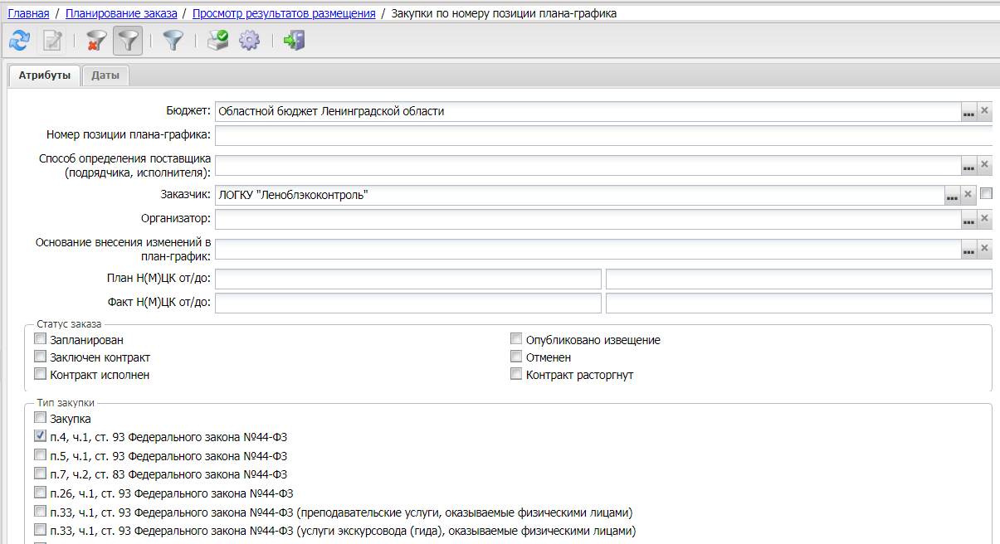 Главная / Планирование заказа / Просмотр результатов размещения / Закупки по номеру позиции плана-графика
Атрибуты Даты
Бюджет: Областной бюджет Ленинградской области
Номер позиции плана-графика:
Способ определения поставщика
(подрядчика, исполнителя):
Заказчик: ЛОГКУ "Леноблэкоконтроль"
Организатор:
Основание внесения изменений в
план-график:
План Н(М)ЦК от/до:
Факт Н(М)ЦК от/до:
Статус заказа
Запланирован Опубликовано извещение
Заключен контракт Отменен
Контракт исполнен Контракт расторгнут
Тип закупки
Закупка
п.4, ч.1, ст. 93 Федерального закона №44-ФЗ
п.5, ч.1, ст. 93 Федерального закона №44-ФЗ
п.7, ч.2, ст. 83 Федерального закона №44-ФЗ
п.26, ч.1, ст. 93 Федерального закона №44-ФЗ
п.33, ч.1, ст. 93 Федерального закона №44-ФЗ (преподавательские услуги, оказываемые физическими лицами)
п.33, ч.1, ст. 93 Федерального закона №44-ФЗ (услуги экскурсовода (гида), оказываемые физическими лицами)